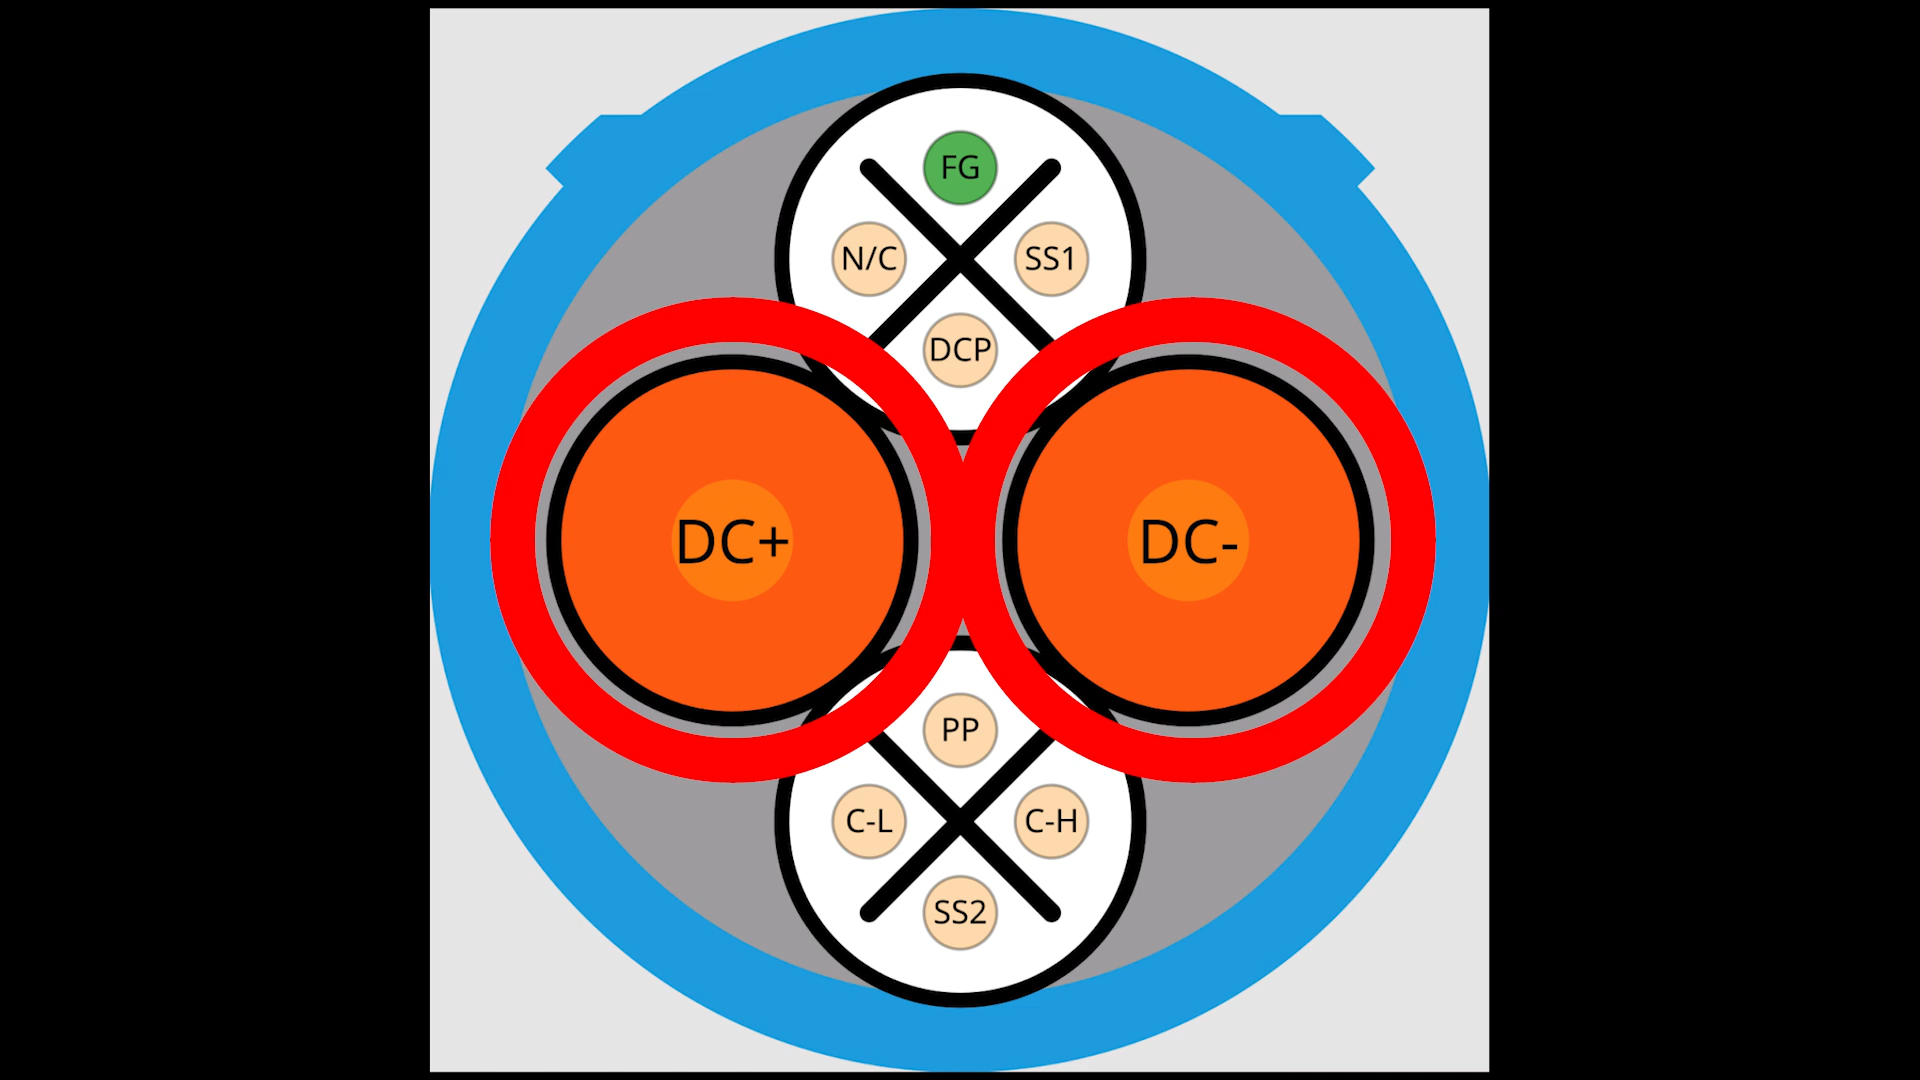 FG
N/C
SS1
DCP
DC+
DC-
PP
C-L
C-H
SS2